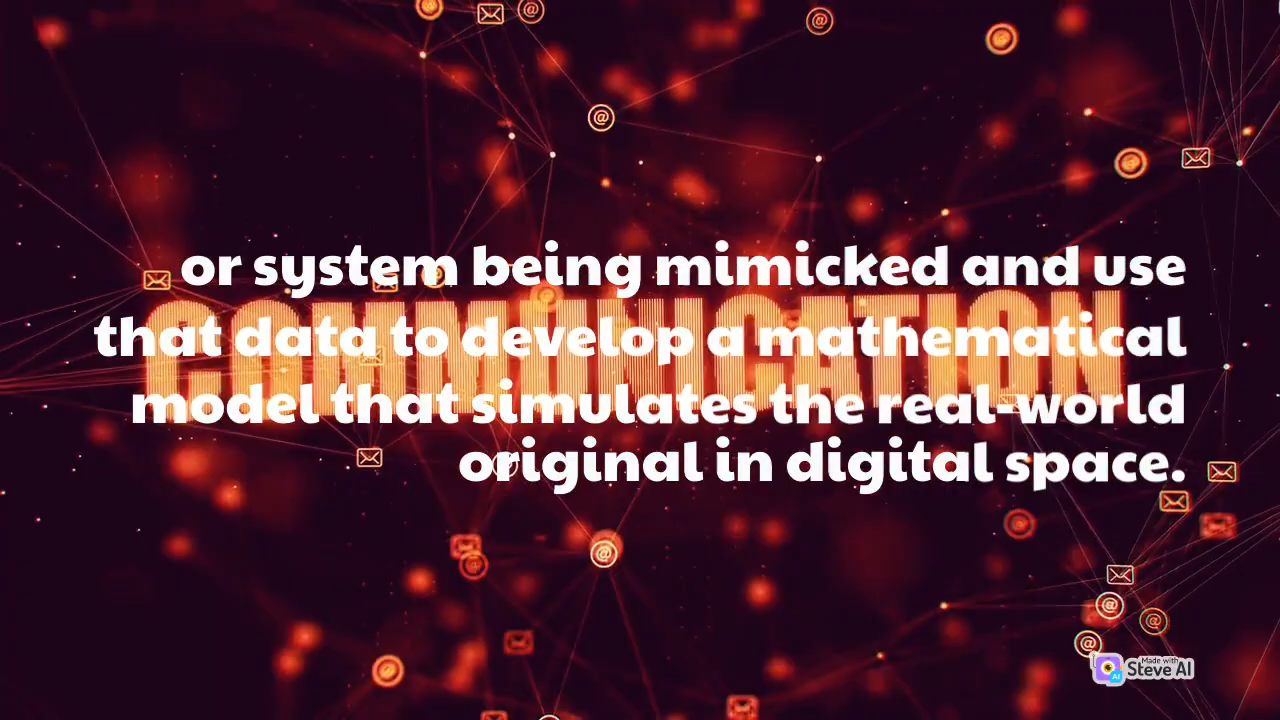 or system being mimicked and use
that data to develop a mathematical
model that simulates the real-world
original in digital space.
COMMUNICATION
Made with
Steve AI